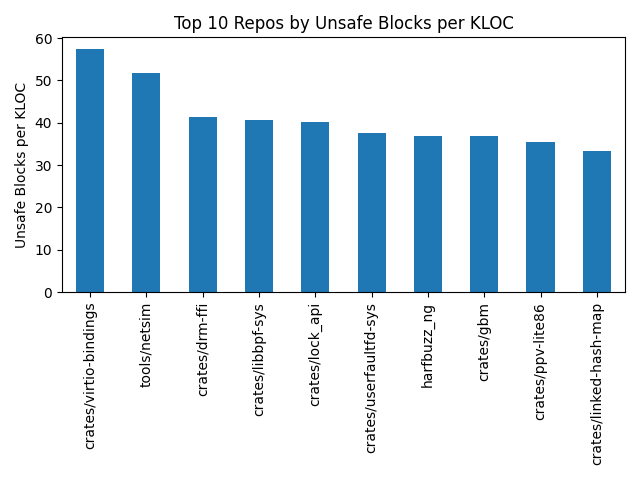 Top 10 Repos by Unsafe Blocks per KLOC
Unsafe Blocks per KLOC
60
50
40
30
20
10
0
crates/virtio-bindings
tools/netsim
crates/drm-ffi
crates/libbpf-sys
crates/lock_api
crates/userfaultfd-sys
harfbuzz_ng
crates/gbm
crates/ppv-lite86
crates/linked-hash-map